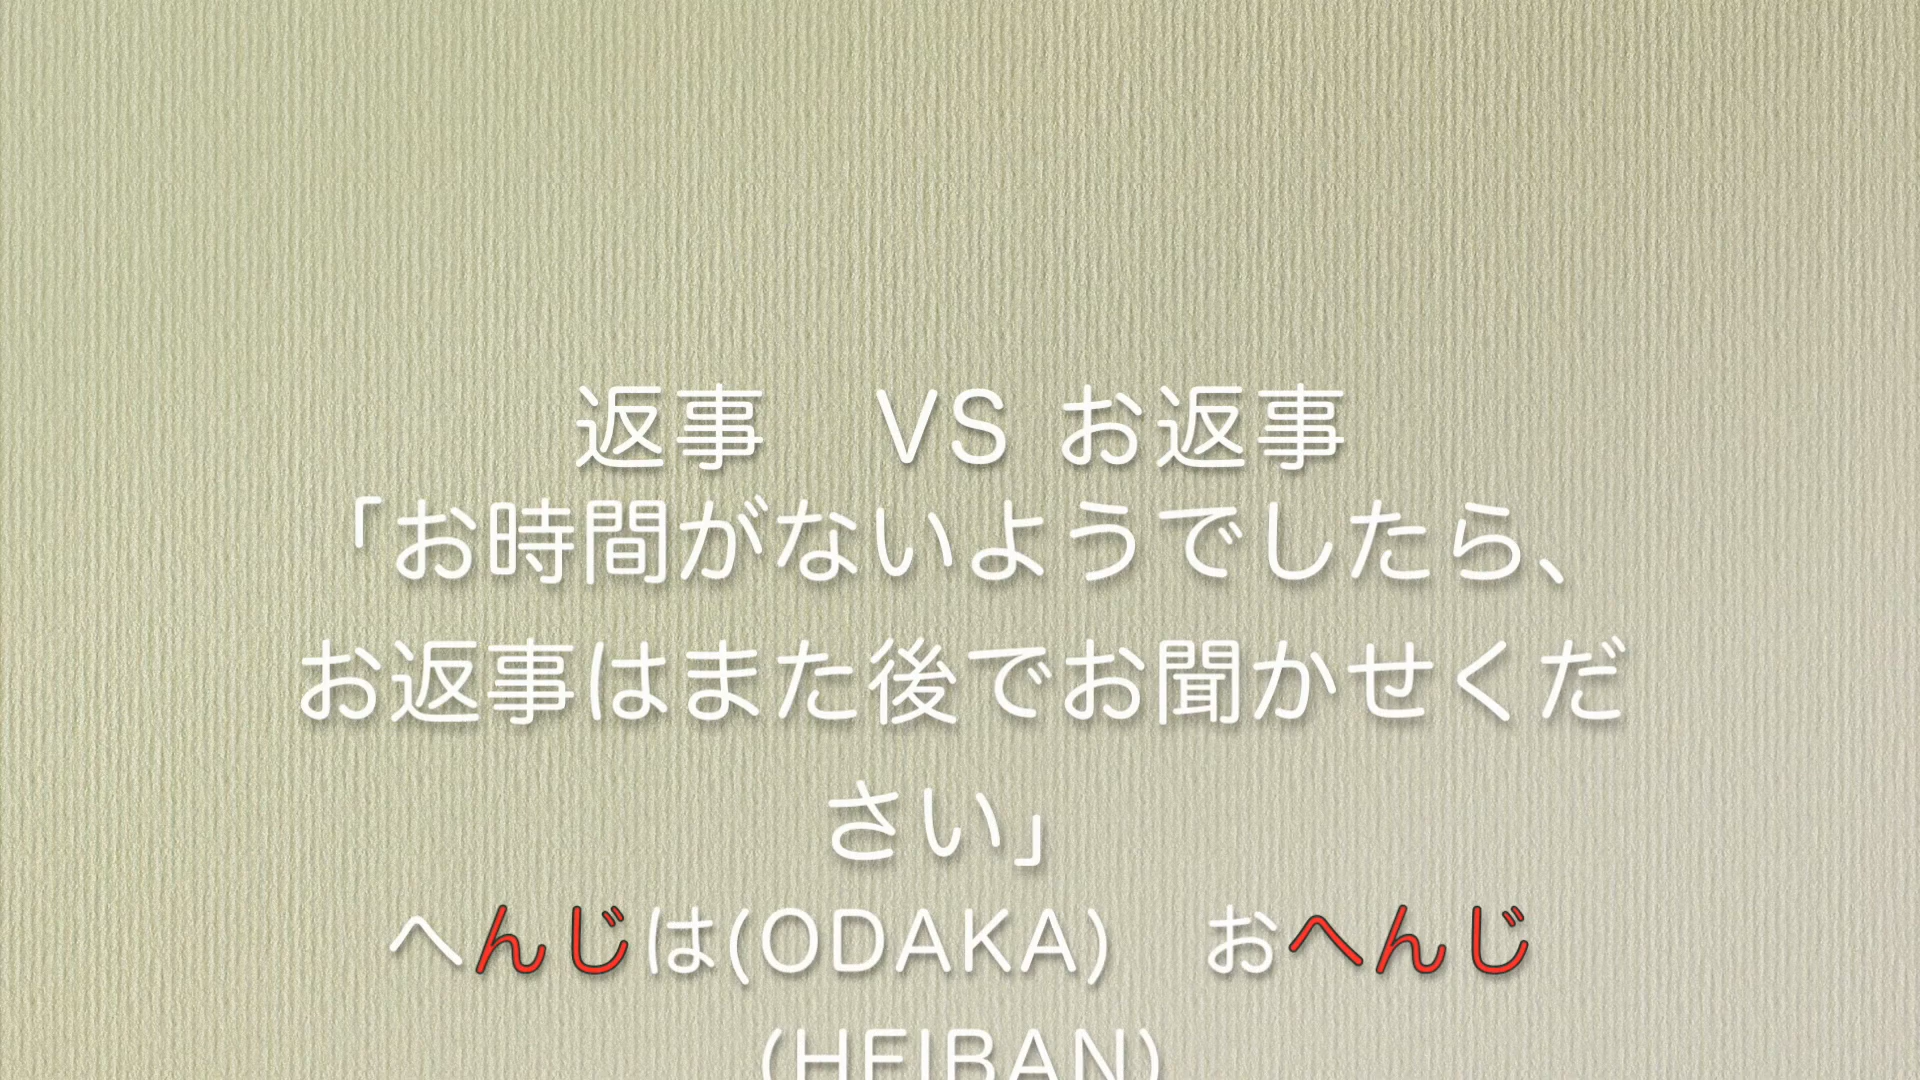 返事　VS お返事
「お時間がないようでしたら、
お返事はまた後でお聞かせくだ
さい」
へんじは(ODAKA)　おへんじ
(HEIBAN)